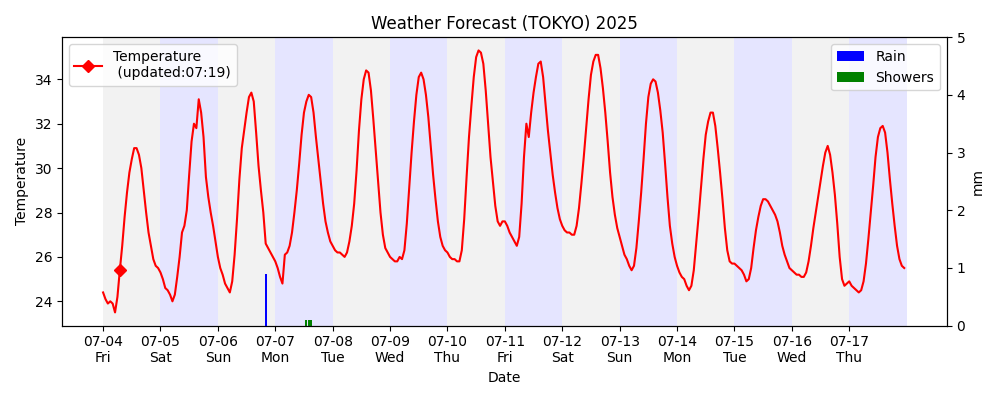 Weather Forecast (TOKYO) 2025
Temperature
(updated:07:19)
Rain
Showers
Temperature
34
32
30
28
26
24
5
4
3
2
1
0
mm
07-04 07-05 07-06 07-07 07-08 07-09 07-10 07-11 07-12 07-13 07-14 07-15 07-16 07-17
Fri Sat Sun Mon Tue Wed Thu Fri Sat Sun Mon Tue Wed Thu
Date